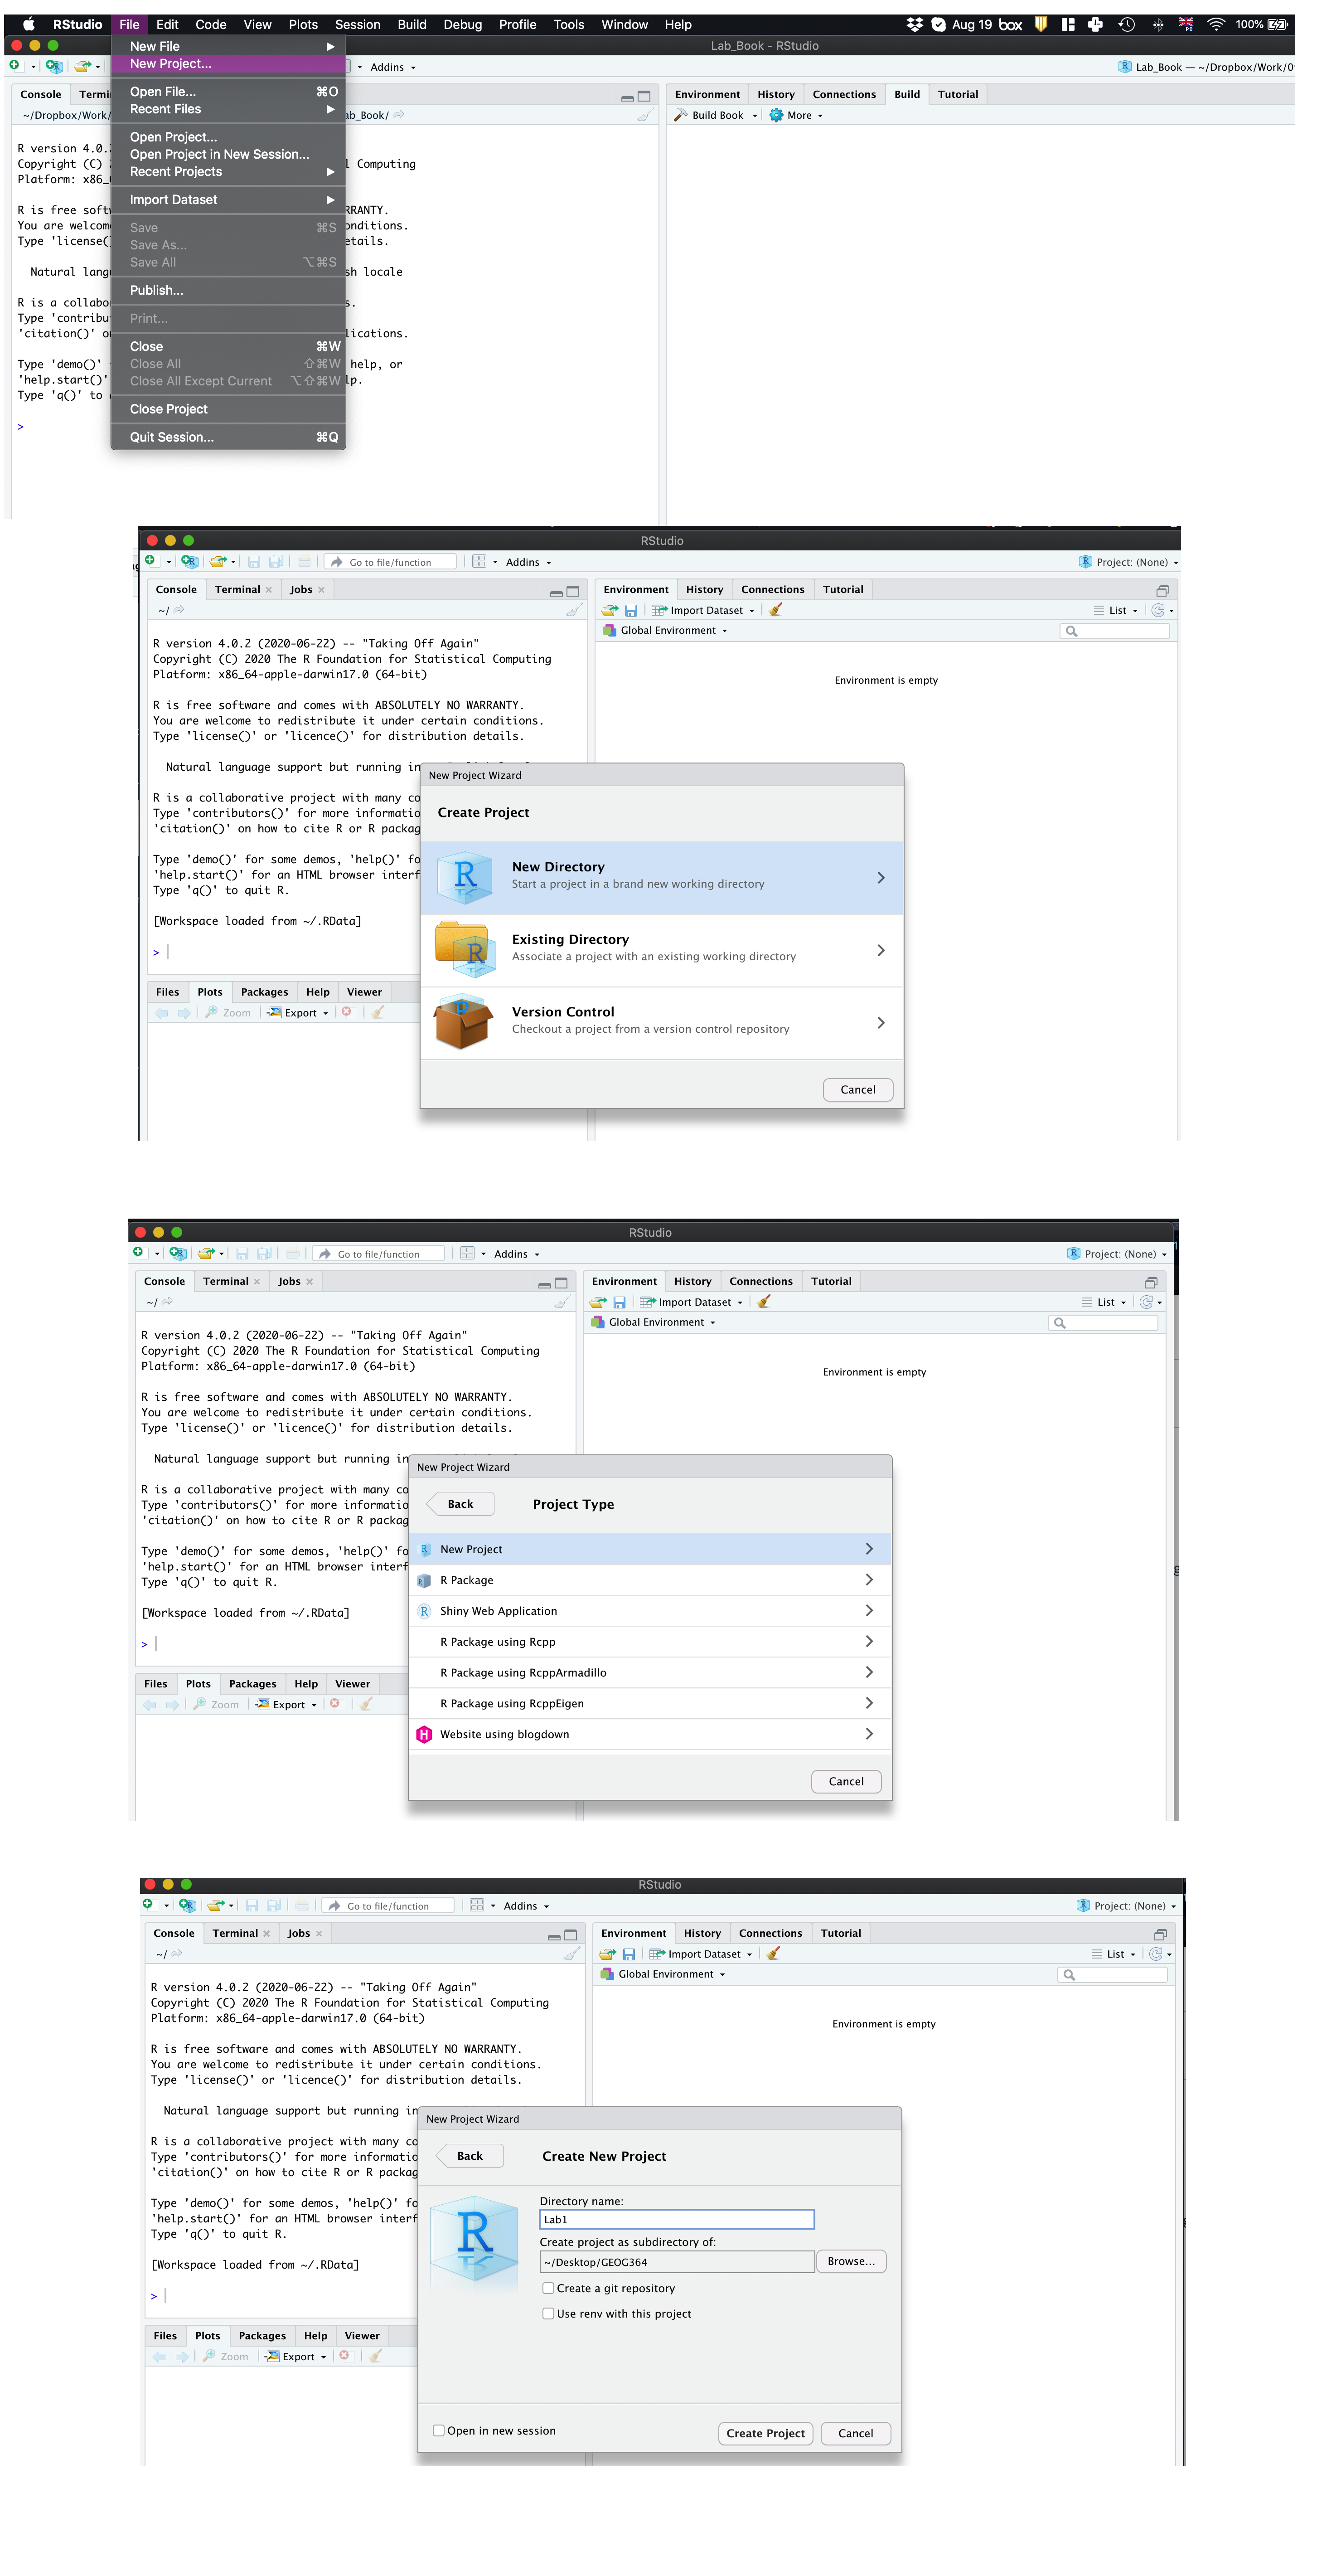 RStudio File Edit Code View Plots Session Build Debug Profile Tools Window Help Aug 19 box 100%
Lab_Book - RStudio
New File
New Project...
Addins
Lab_Book — ~/Dropbox/Work/
Open File... ⌘O
Recent Files
Open Project...
Open Project in New Session...
Recent Projects
Import Dataset
Save ⌘S
Save As...
Save All ⌥⌘S
Publish...
Print...
Close ⌘W
Close All ⇧⌘W
Close All Except Current ⌥⇧⌘W
Close Project
Quit Session... ⌘Q
Console
~/Dropbox/Work/
R version 4.0.
Copyright (C) Computing
Platform:
R is free
You are
Type
Natural locale
R is a
Type
'citation()'
Type 'demo()' help, or
'help.start()'
Type 'q()' to
>
Environment History Connections Build Tutorial
Build Book More
RStudio
Go to file/function Addins Project: (None)
Console Terminal Jobs
~/
R version 4.0.2 (2020-06-22) -- "Taking Off Again"
Copyright (C) 2020 The R Foundation for Statistical Computing
Platform: x86_64-apple-darwin17.0 (64-bit)
R is free software and comes with ABSOLUTELY NO WARRANTY.
You are welcome to redistribute it under certain conditions.
Type 'license()' or 'licence()' for distribution details.
Natural language support but running in
R is a collaborative project with many co
Type 'contributors()' for more informatio
'citation()' on how to cite R or R packag
Type 'demo()' for some demos, 'help()' fo
'help.start()' for an HTML browser interf
Type 'q()' to quit R.
[Workspace loaded from ~/.RData]
>
Environment History Connections Tutorial
Import Dataset List
Global Environment
Environment is empty
Files Plots Packages Help Viewer
Zoom Export
New Project Wizard
Create Project
New Directory
Start a project in a brand new working directory
Existing Directory
Associate a project with an existing working directory
Version Control
Checkout a project from a version control repository
Cancel
RStudio
Go to file/function Addins Project: (None)
Console Terminal Jobs
~/
R version 4.0.2 (2020-06-22) -- "Taking Off Again"
Copyright (C) 2020 The R Foundation for Statistical Computing
Platform: x86_64-apple-darwin17.0 (64-bit)
R is free software and comes with ABSOLUTELY NO WARRANTY.
You are welcome to redistribute it under certain conditions.
Type 'license()' or 'licence()' for distribution details.
Natural language support but running in
R is a collaborative project with many co
Type 'contributors()' for more informatio
'citation()' on how to cite R or R packag
Type 'demo()' for some demos, 'help()' fo
'help.start()' for an HTML browser interf
Type 'q()' to quit R.
[Workspace loaded from ~/.RData]
>
Environment History Connections Tutorial
Import Dataset List
Global Environment
Environment is empty
Files Plots Packages Help Viewer
Zoom Export
New Project Wizard
Back Project Type
New Project
R Package
Shiny Web Application
R Package using Rcpp
R Package using RcppArmadillo
R Package using RcppEigen
Website using blogdown
Cancel
RStudio
Go to file/function Addins Project: (None)
Console Terminal Jobs
~/
R version 4.0.2 (2020-06-22) -- "Taking Off Again"
Copyright (C) 2020 The R Foundation for Statistical Computing
Platform: x86_64-apple-darwin17.0 (64-bit)
R is free software and comes with ABSOLUTELY NO WARRANTY.
You are welcome to redistribute it under certain conditions.
Type 'license()' or 'licence()' for distribution details.
Natural language support but running in
R is a collaborative project with many co
Type 'contributors()' for more informatio
'citation()' on how to cite R or R packag
Type 'demo()' for some demos, 'help()' fo
'help.start()' for an HTML browser interf
Type 'q()' to quit R.
[Workspace loaded from ~/.RData]
>
Environment History Connections Tutorial
Import Dataset List
Global Environment
Environment is empty
Files Plots Packages Help Viewer
Zoom Export
New Project Wizard
Back Create New Project
Directory name:
Lab1
Create project as subdirectory of:
~/Desktop/GEOG364 Browse...
Create a git repository
Use renv with this project
Open in new session Create Project Cancel